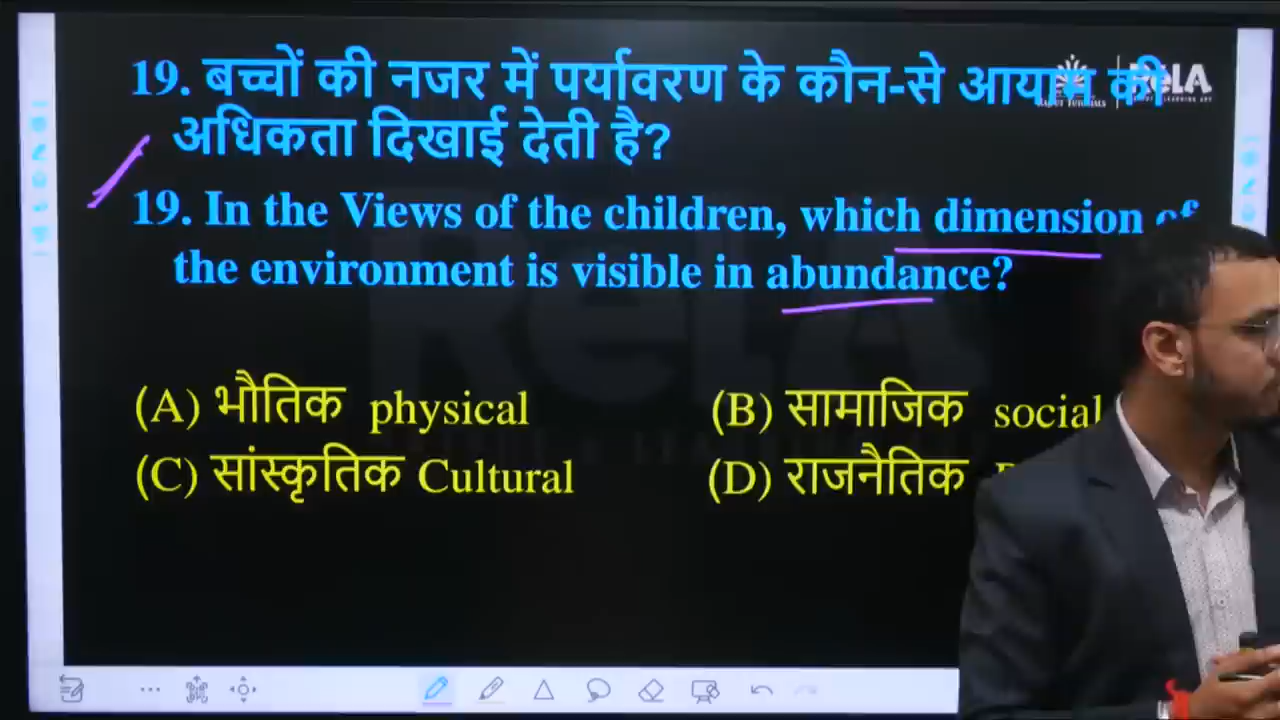 19. बच्चों की नजर में पर्यावरण के कौन-से आयाम की
अधिकता दिखाई देती है?
19. In the Views of the children, which dimension of
the environment is visible in abundance?
(A) भौतिक physical (B) सामाजिक social
(C) सांस्कृतिक Cultural (D) राजनैतिक
ReLA